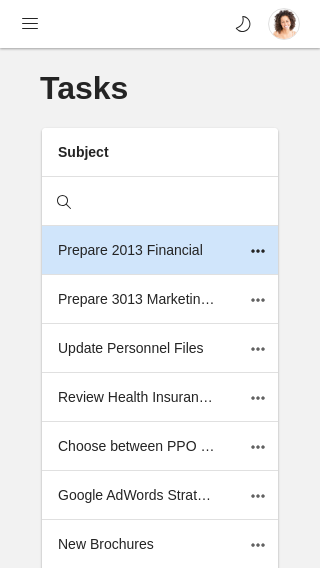 Tasks
Subject
Prepare 2013 Financial
Prepare 3013 Marketin…
Update Personnel Files
Review Health Insuran…
Choose between PPO …
Google AdWords Strat…
New Brochures